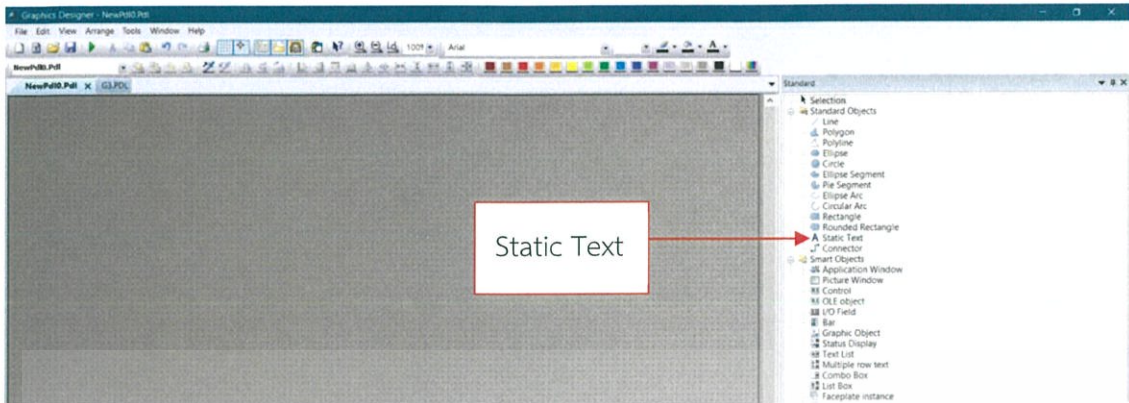 Graphics Designer - NewPdl0.Pdl
File Edit View Arrange Tools Window Help
100% Arial
NewPdl0.Pdl
NewPdl0.Pdl X G3.PDL
Standard
Selection
Standard Objects
Line
Polygon
Polyline
Ellipse
Circle
Ellipse Segment
Pie Segment
Ellipse Arc
Circular Arc
Rectangle
Rounded Rectangle
A Static Text
Connector
Smart Objects
Application Window
Picture Window
Control
OLE object
I/O Field
Bar
Graphic Object
Status Display
Text List
Multiple row text
Combo Box
List Box
Faceplate instance
Static Text